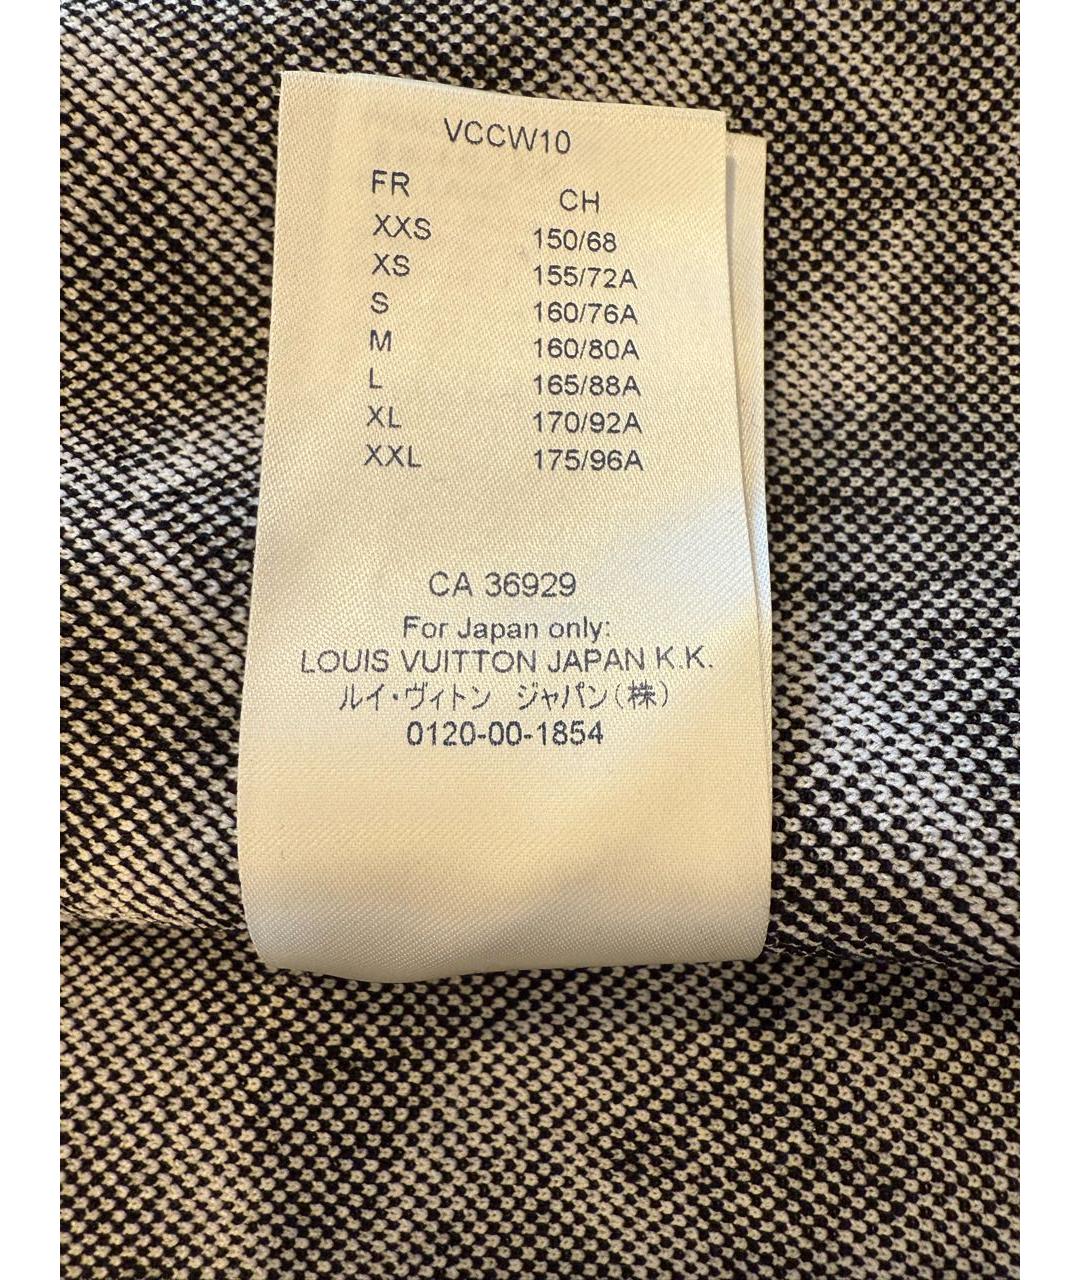 VCCW10
FR CH
XXS 150/68
XS 155/72A
S 160/76A
M 160/80A
L 165/88A
XL 170/92A
XXL 175/96A
CA 36929
For Japan only:
LOUIS VUITTON JAPAN K.K.
ルイ・ヴィトン ジャパン(株)
0120-00-1854